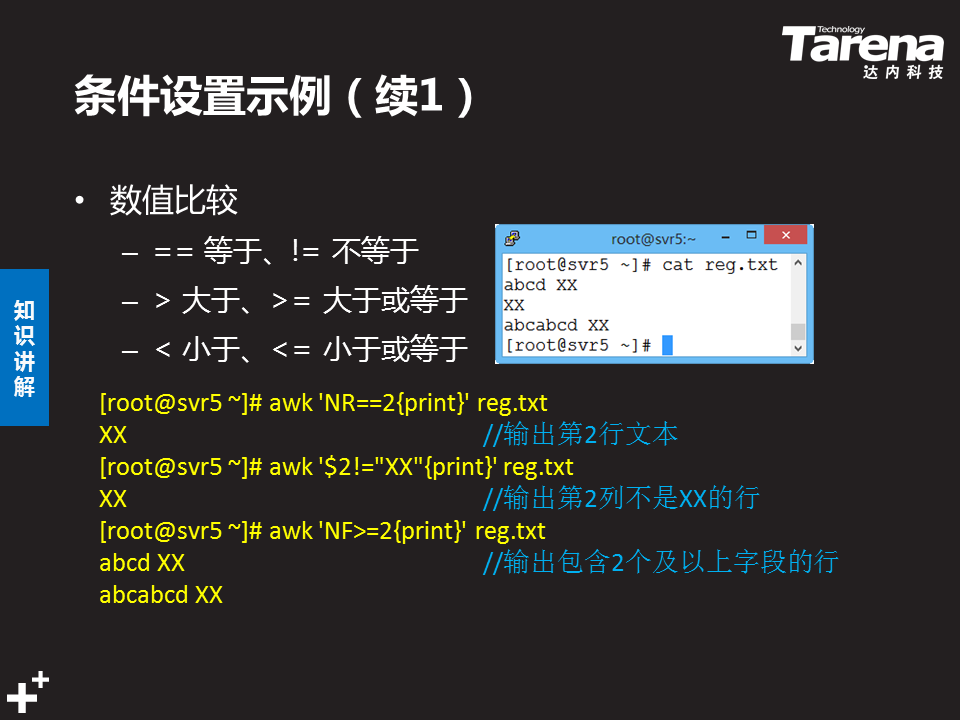 Technology
Tarena
达内科技
条件设置示例（续1）
• 数值比较
– == 等于、!= 不等于
– > 大于、>= 大于或等于
– < 小于、<= 小于或等于
知识讲解
root@svr5:~
[root@svr5 ~]# cat reg.txt
abcd XX
XX
abcabcd XX
[root@svr5 ~]#
[root@svr5 ~]# awk 'NR==2{print}' reg.txt
XX //输出第2行文本
[root@svr5 ~]# awk '$2!="XX"{print}' reg.txt
XX //输出第2列不是XX的行
[root@svr5 ~]# awk 'NF>=2{print}' reg.txt
abcd XX //输出包含2个及以上字段的行
abcabcd XX